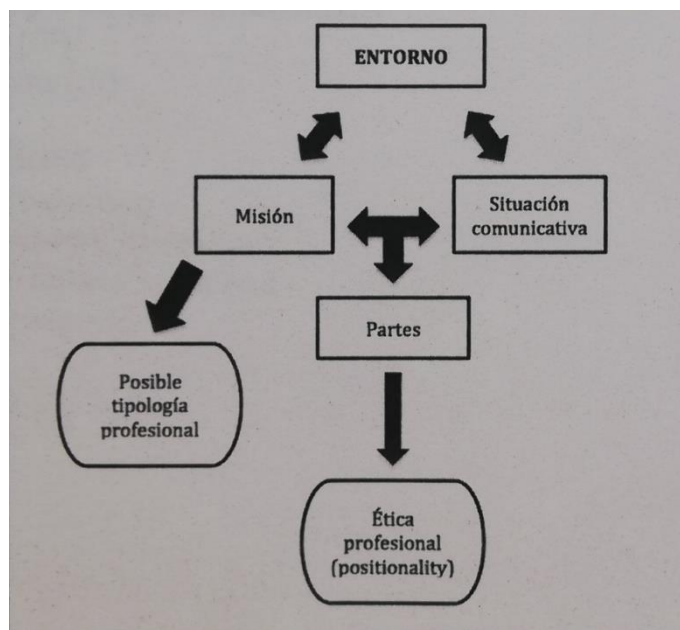 ENTORNO
Misión
Situación
comunicativa
Partes
Posible
tipología
profesional
Ética
profesional
(positionality)